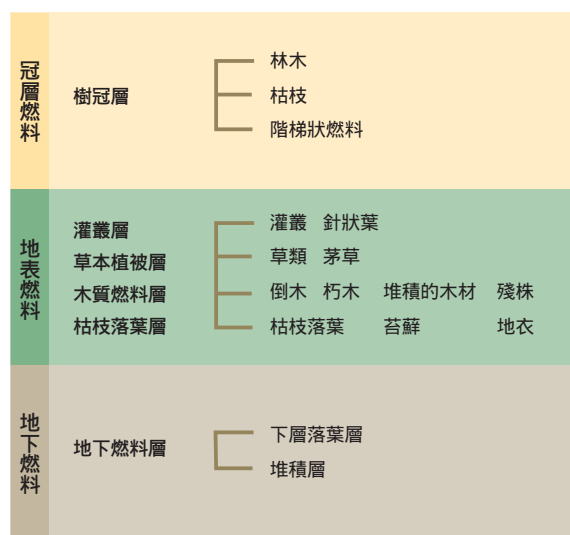 冠層燃料
樹冠層
林木
枯枝
階梯狀燃料
地表燃料
灌叢層
灌叢 針狀葉
草本植被層
草類 茅草
木質燃料層
倒木 朽木 堆積的木材 殘株
枯枝落葉層
枯枝落葉 苔蘇 地衣
地下燃料
地下燃料層
下層落葉層
堆積層